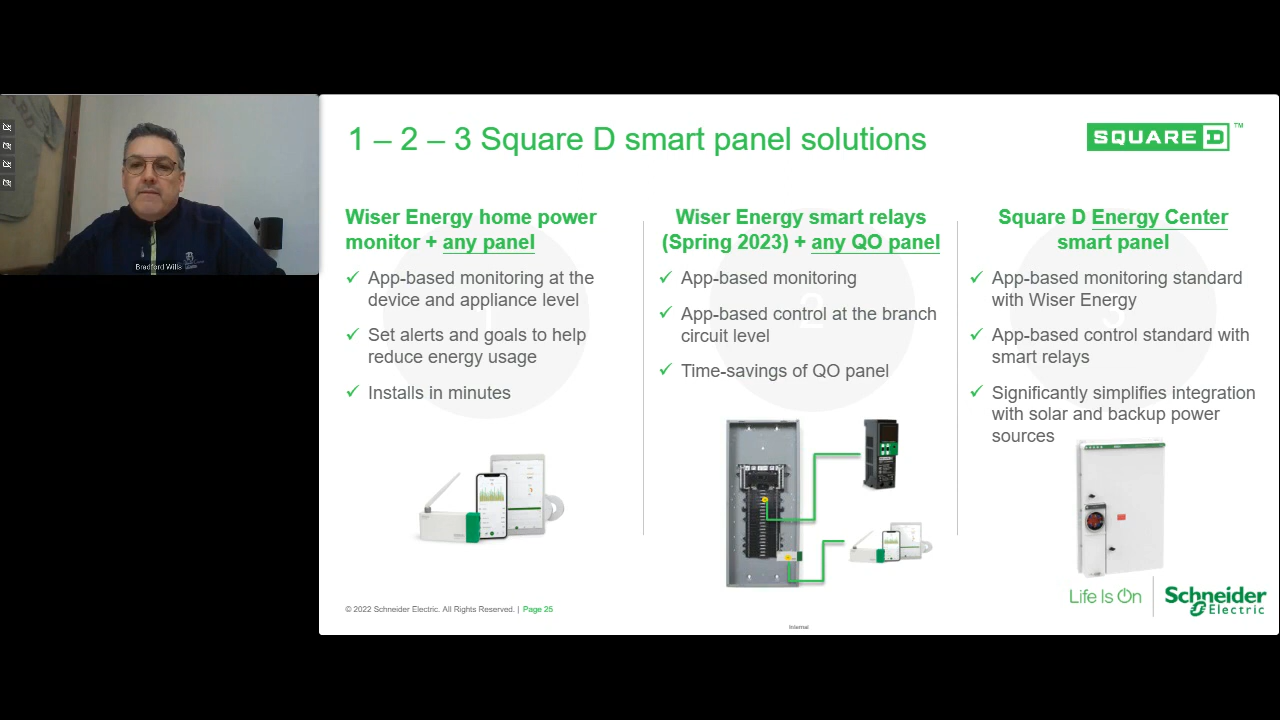 1 – 2 – 3 Square D smart panel solutions
SQUARE D™
Wiser Energy home power
monitor + any panel
✓ App-based monitoring at the
device and appliance level
✓ Set alerts and goals to help
reduce energy usage
✓ Installs in minutes
Wiser Energy smart relays
(Spring 2023) + any QO panel
✓ App-based monitoring
✓ App-based control at the branch
circuit level
✓ Time-savings of QO panel
Square D Energy Center
smart panel
✓ App-based monitoring standard
with Wiser Energy
✓ App-based control standard with
smart relays
✓ Significantly simplifies integration
with solar and backup power
sources
1
2
3
Bradford Willis
© 2022 Schneider Electric. All Rights Reserved. | Page 25
Life Is On
Schneider
Electric
Internal